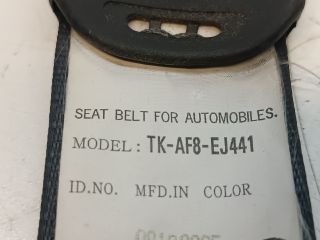 SEAT BELT FOR AUTOMOBILES.
MODEL: TK-AF8-EJ441
ID.NO. MFD.IN COLOR